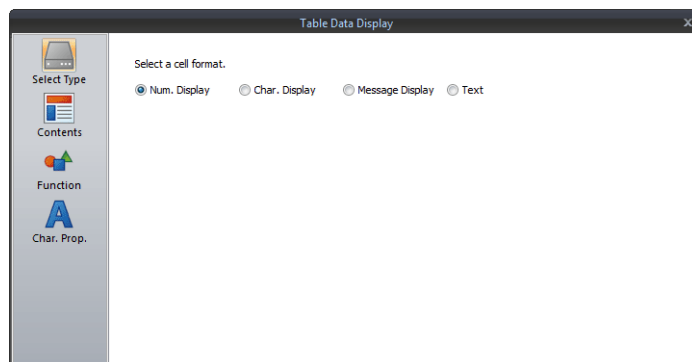 Table Data Display
Select Type
Contents
Function
Char. Prop.
Select a cell format.
Num. Display Char. Display Message Display Text